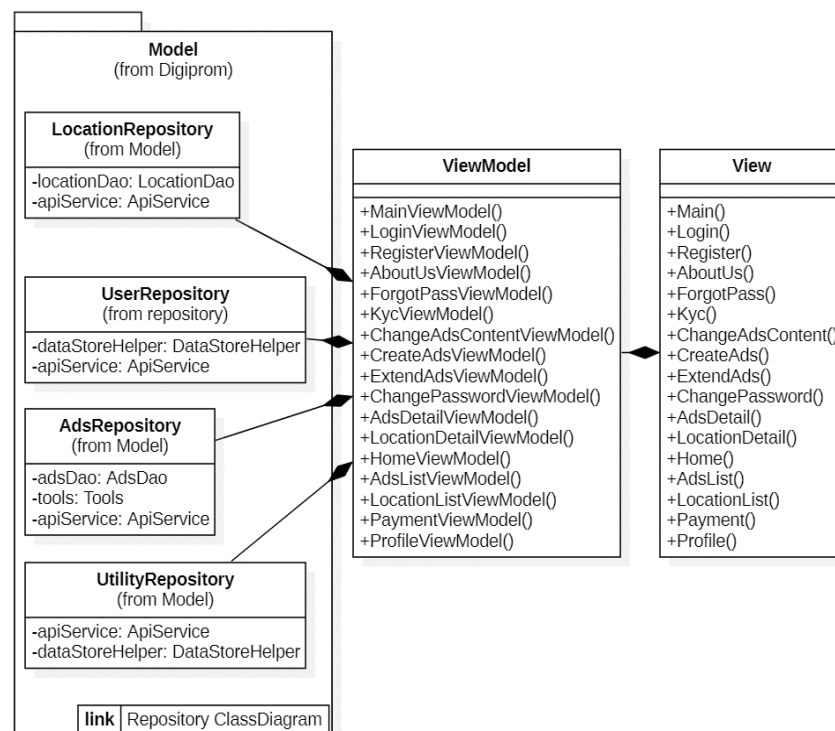 Model
(from Digiprom)
LocationRepository
(from Model)
-locationDao: LocationDao
-apiService: ApiService
UserRepository
(from repository)
-dataStoreHelper: DataStoreHelper
-apiService: ApiService
AdsRepository
(from Model)
-adsDao: AdsDao
-tools: Tools
-apiService: ApiService
UtilityRepository
(from Model)
-apiService: ApiService
-dataStoreHelper: DataStoreHelper
link Repository ClassDiagram
ViewModel
+MainViewModel()
+LoginViewModel()
+RegisterViewModel()
+AboutUsViewModel()
+ForgotPassViewModel()
+KycViewModel()
+ChangeAdsContentViewModel()
+CreateAdsViewModel()
+ExtendAdsViewModel()
+ChangePasswordViewModel()
+AdsDetailViewModel()
+LocationDetailViewModel()
+HomeViewModel()
+AdsListViewModel()
+LocationListViewModel()
+PaymentViewModel()
+ProfileViewModel()
View
+Main()
+Login()
+Register()
+AboutUs()
+ForgotPass()
+Kyc()
+ChangeAdsContent()
+CreateAds()
+ExtendAds()
+ChangePassword()
+AdsDetail()
+LocationDetail()
+Home()
+AdsList()
+LocationList()
+Payment()
+Profile()